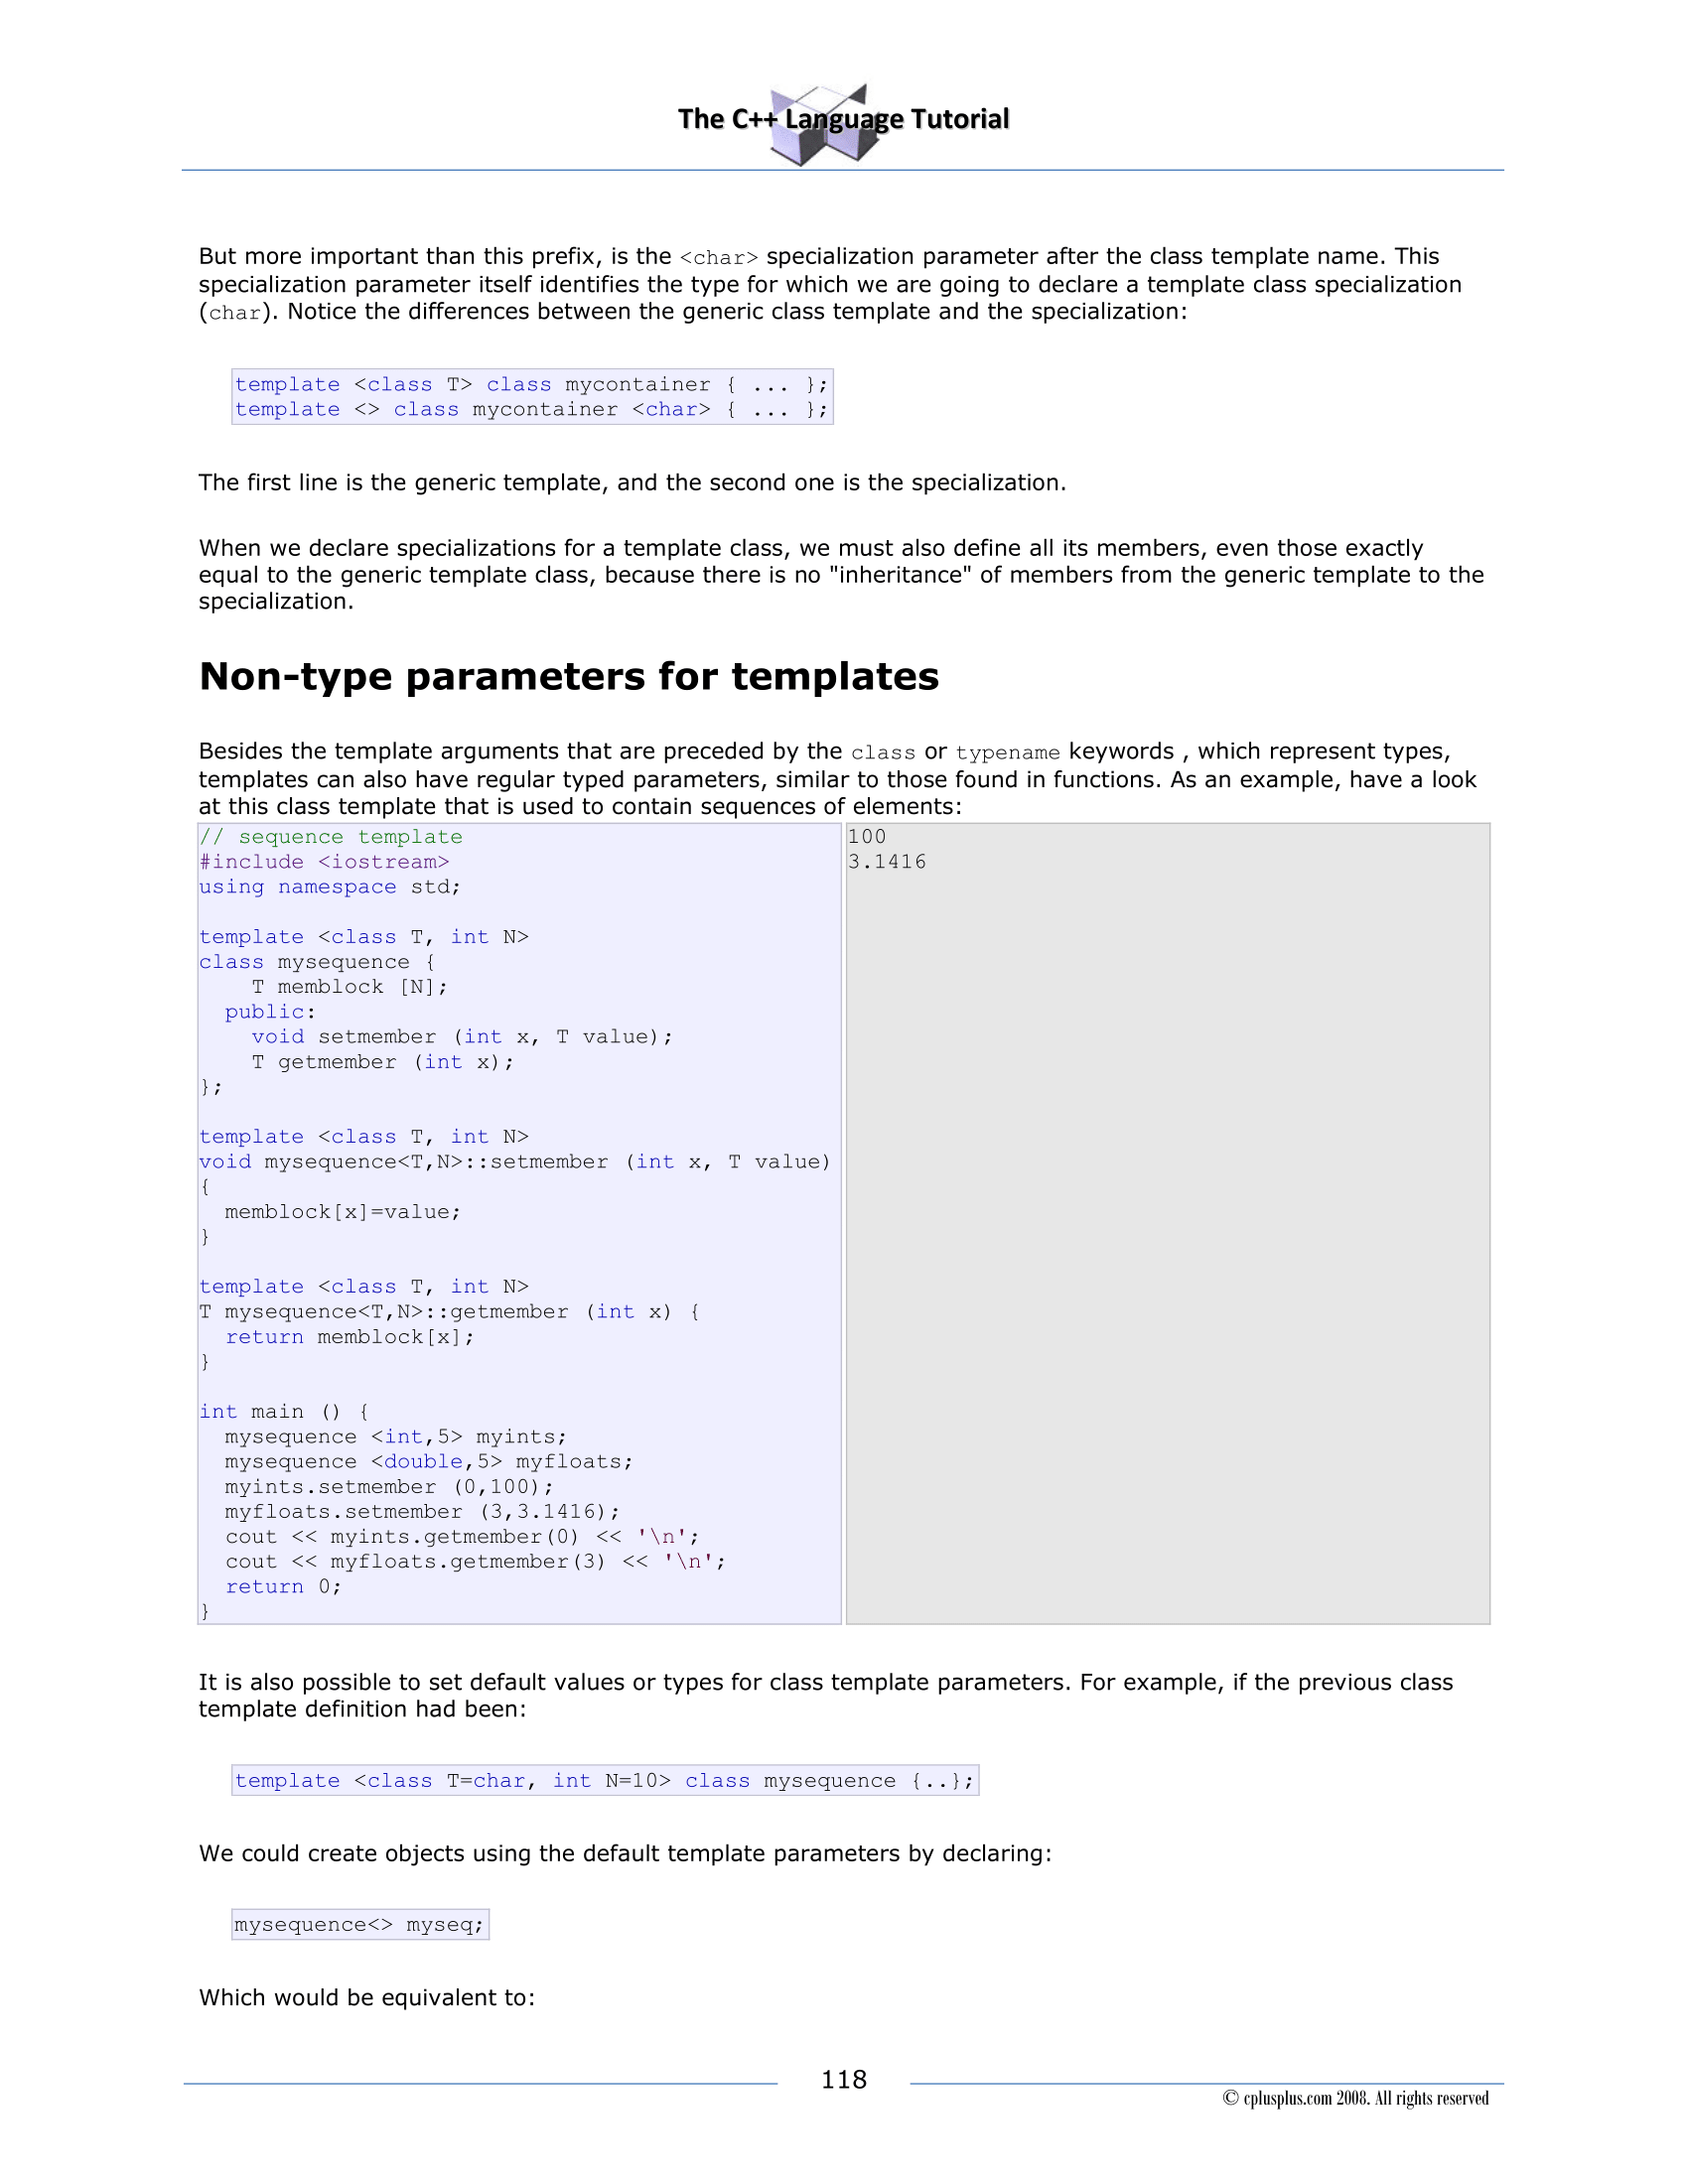 The C++ Language Tutorial
But more important than this prefix, is the <char> specialization parameter after the class template name. This
specialization parameter itself identifies the type for which we are going to declare a template class specialization
(char). Notice the differences between the generic class template and the specialization:
template <class T> class mycontainer { ... };
template <> class mycontainer <char> { ... };
The first line is the generic template, and the second one is the specialization.
When we declare specializations for a template class, we must also define all its members, even those exactly
equal to the generic template class, because there is no "inheritance" of members from the generic template to the
specialization.
Non-type parameters for templates
Besides the template arguments that are preceded by the class or typename keywords , which represent types,
templates can also have regular typed parameters, similar to those found in functions. As an example, have a look
at this class template that is used to contain sequences of elements:
// sequence template
#include <iostream>
using namespace std;

template <class T, int N>
class mysequence {
    T memblock [N];
  public:
    void setmember (int x, T value);
    T getmember (int x);
};

template <class T, int N>
void mysequence<T,N>::setmember (int x, T value)
{
  memblock[x]=value;
}

template <class T, int N>
T mysequence<T,N>::getmember (int x) {
  return memblock[x];
}

int main () {
  mysequence <int,5> myints;
  mysequence <double,5> myfloats;
  myints.setmember (0,100);
  myfloats.setmember (3,3.1416);
  cout << myints.getmember(0) << '\n';
  cout << myfloats.getmember(3) << '\n';
  return 0;
}
100
3.1416
It is also possible to set default values or types for class template parameters. For example, if the previous class
template definition had been:
template <class T=char, int N=10> class mysequence {..};
We could create objects using the default template parameters by declaring:
mysequence<> myseq;
Which would be equivalent to:
118
© cplusplus.com 2008. All rights reserved